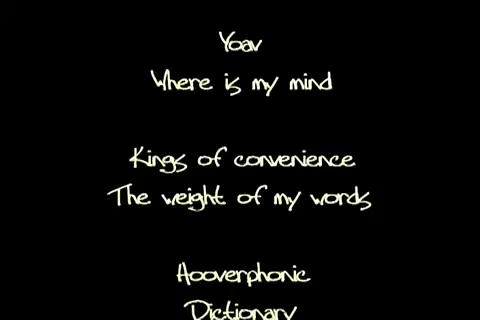 Yoav
Where is my mind
Kings of convenience
The weight of my words
Hooverphonic
Dictionary